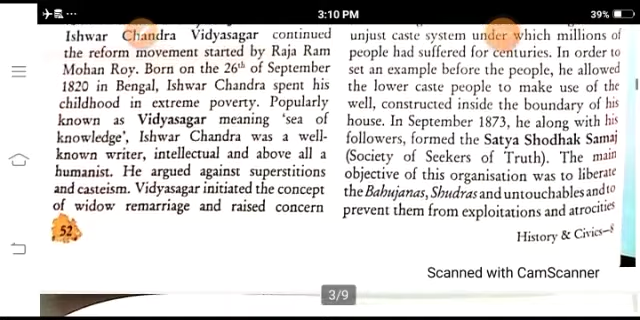 3:10 PM
39%
Ishwar Chandra Vidyasagar continued
the reform movement started by Raja Ram
Mohan Roy. Born on the 26th of September
1820 in Bengal, Ishwar Chandra spent his
childhood in extreme poverty. Popularly
known as Vidyasagar meaning 'sea of
knowledge', Ishwar Chandra was a well-
known writer, intellectual and above all a
humanist. He argued against superstitions
and casteism. Vidyasagar initiated the concept
of widow remarriage and raised concern
52
unjust caste system under which millions of
people had suffered for centuries. In order to
set an example before the people, he allowed
the lower caste people to make use of the
well, constructed inside the boundary of his
house. In September 1873, he along with his
followers, formed the Satya Shodhak Samaj
(Society of Seekers of Truth). The main
objective of this organisation was to liberate
the Bahujanas, Shudras and untouchables and to
prevent them from exploitations and atrocities
History & Civics–8
Scanned with CamScanner
3/9